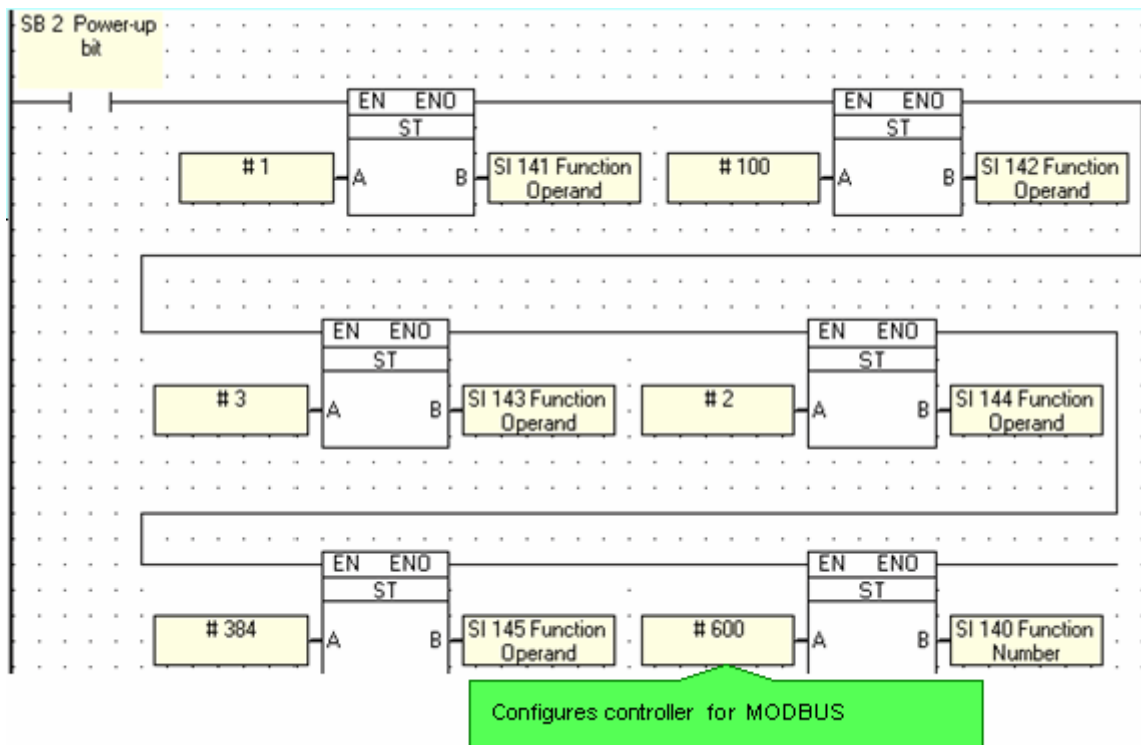 SB 2 Power-up
bit
EN ENO
ST
EN ENO
ST
# 1
A
B
SI 141 Function
Operand
# 100
A
B
SI 142 Function
Operand
EN ENO
ST
EN ENO
ST
# 3
A
B
SI 143 Function
Operand
# 2
A
B
SI 144 Function
Operand
EN ENO
ST
EN ENO
ST
# 384
A
B
SI 145 Function
Operand
# 600
A
B
SI 140 Function
Number
Configures controller for MODBUS